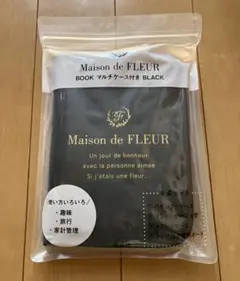 Maison de FLEUR
BOOK マルチケース付き BLACK
Maison de FLEUR
Un jour de bonheur
avec la personne aimée
Si j'étais une fleur.
使い方いろいろ
・趣味
・旅行
・家計管理